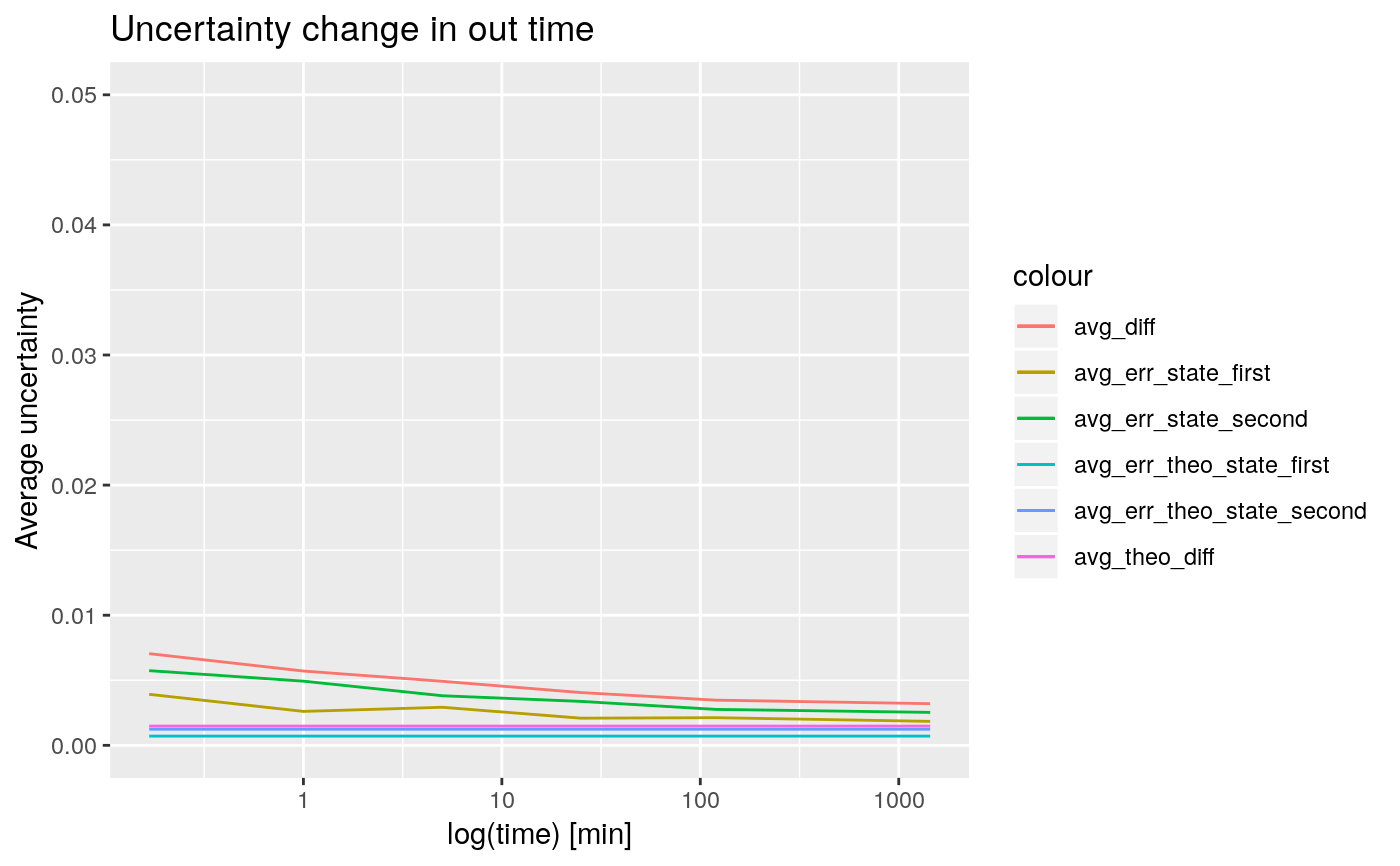 Uncertainty change in out time
0.05
0.04
0.03
0.02
0.01
0.00
Average uncertainty
1 10 100 1000
log(time) [min]
colour
avg_diff
avg_err_state_first
avg_err_state_second
avg_err_theo_state_first
avg_err_theo_state_second
avg_theo_diff